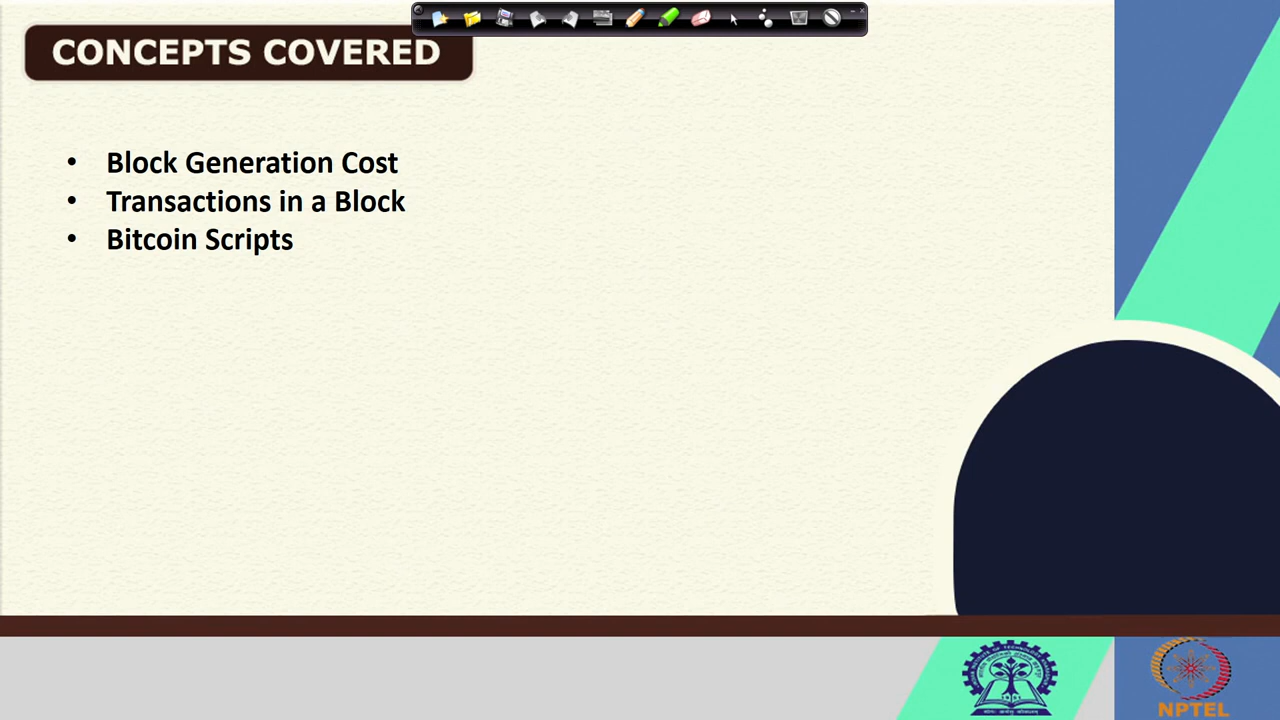 CONCEPTS COVERED
• Block Generation Cost
• Transactions in a Block
• Bitcoin Scripts
NPTEL